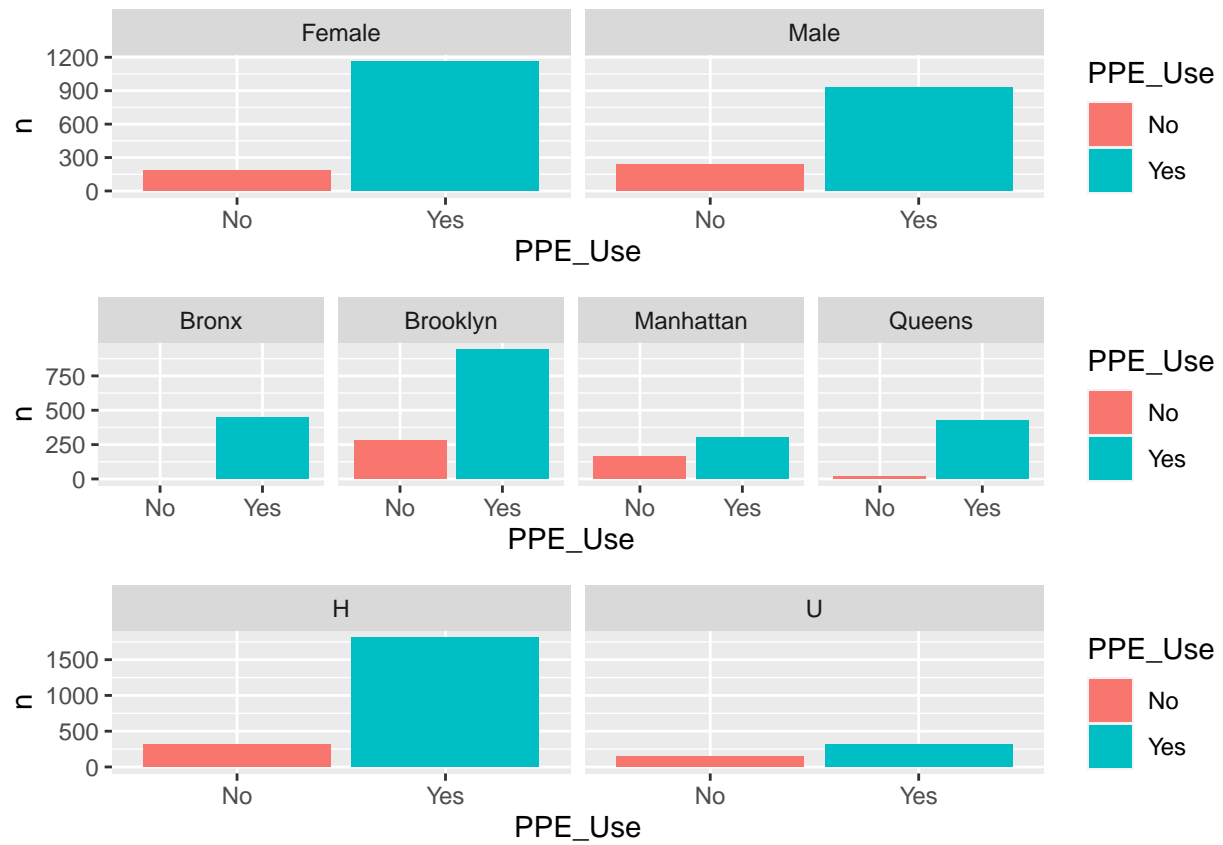 Female Male
1200
900
600
300
0
n
No Yes No Yes
PPE_Use
PPE_Use
No
Yes
Bronx Brooklyn Manhattan Queens
750
500
250
0
n
No Yes No Yes No Yes No Yes
PPE_Use
PPE_Use
No
Yes
H U
1500
1000
500
0
n
No Yes No Yes
PPE_Use
PPE_Use
No
Yes